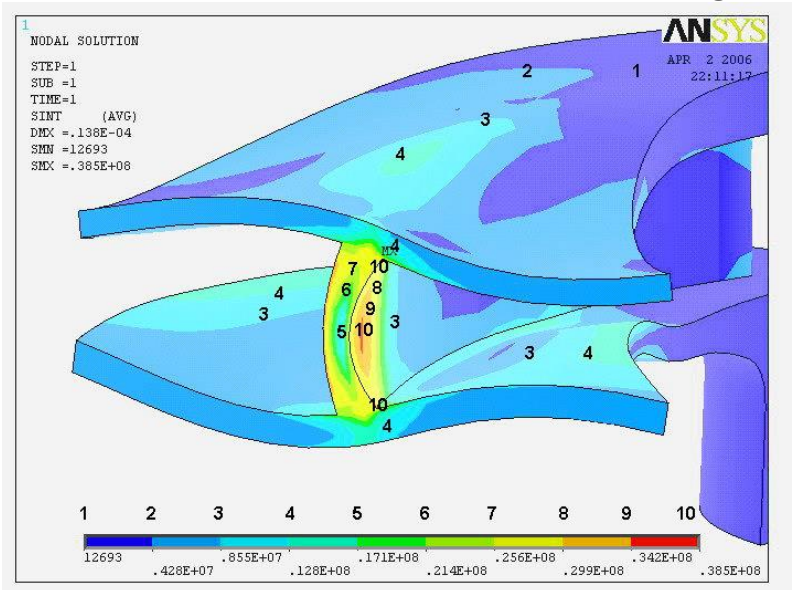 1
ANSYS
NODAL SOLUTION
APR 2 2006
22:11:17
STEP=1
SUB =1
TIME=1
SINT (AVG)
DMX =.138E-04
SMN =12693
SMX =.385E+08
2 1
3
4
4
MX
7 10
6 8
4
3
9
5 10 3
3 4
10
4
1 2 3 4 5 6 7 8 9 10
12693 .855E+07 .171E+08 .256E+08 .342E+08
.428E+07 .128E+08 .214E+08 .299E+08 .385E+08